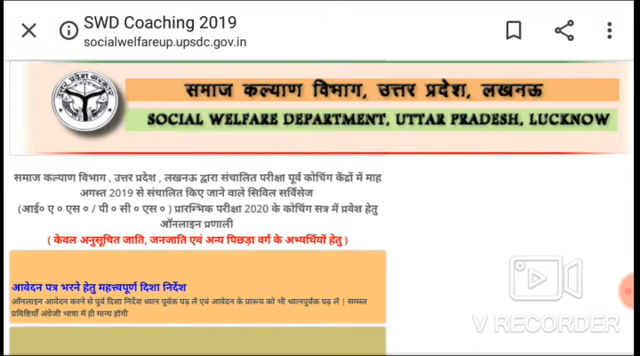 SWD Coaching 2019
socialwelfareup.upsdc.gov.in
समाज कल्याण विभाग, उत्तर प्रदेश, लखनऊ
SOCIAL WELFARE DEPARTMENT, UTTAR PRADESH, LUCKNOW
समाज कल्याण विभाग , उत्तर प्रदेश , लखनऊ द्वारा संचालित परीक्षा पूर्व कोचिंग केंद्रों में माह
अगस्त 2019 से संचालित किए जाने वाले सिविल सर्विसेज
(आई० ए ० एस० / पी ० सी ० एस० ) प्रारम्भिक परीक्षा 2020 के कोचिंग सत्र में प्रवेश हेतु
ऑनलाइन प्रणाली
( केवल अनुसूचित जाति, जनजाति एवं अन्य पिछड़ा वर्ग के अभ्यर्थियों हेतु )
आवेदन पत्र भरने हेतु महत्त्वपूर्ण दिशा निर्देश
ऑनलाइन आवेदन करने से पूर्व दिशा निर्देश ध्यान पूर्वक पढ़ लें एवं आवेदन के प्रारूप को भी ध्यानपूर्वक पढ़ लें | समस्त
प्रविष्टियाँ अंग्रेजी भाषा में ही मान्य होंगी
V RECORDER